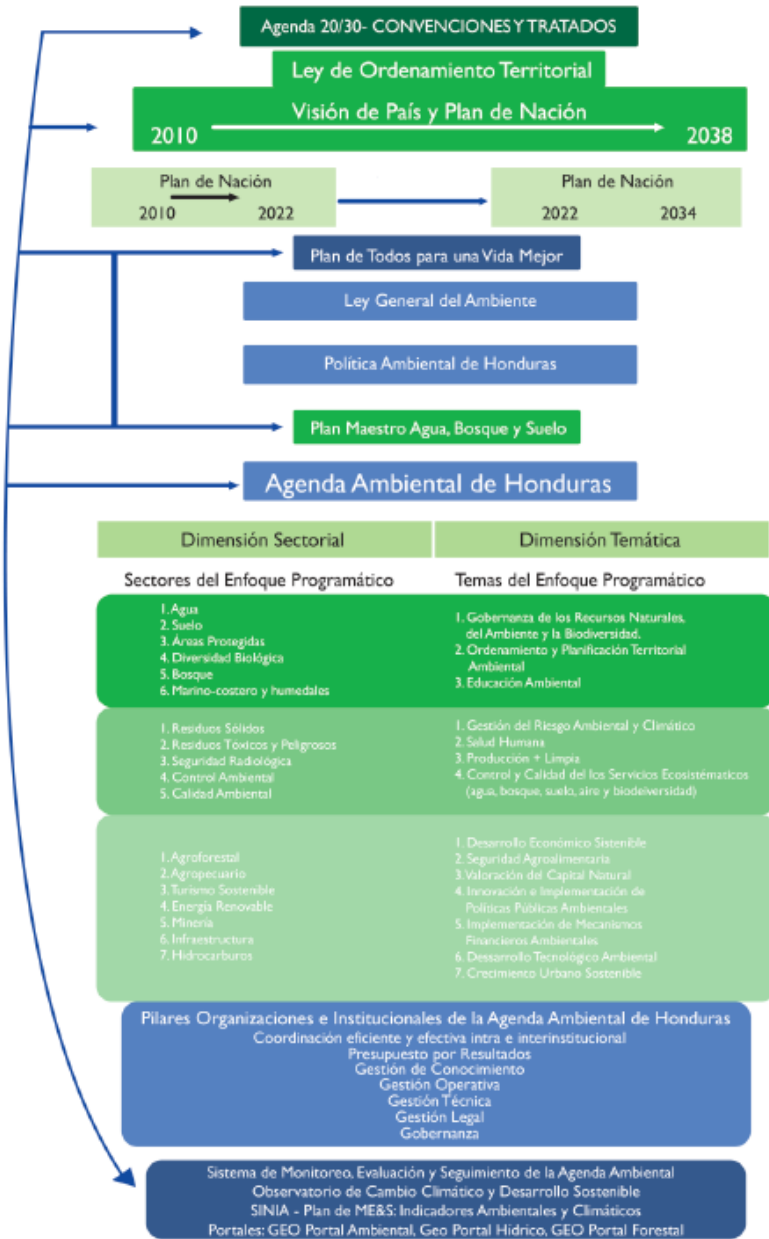 Agenda 20/30- CONVENCIONES Y TRATADOS
Ley de Ordenamiento Territorial
Visión de País y Plan de Nación
2010 2038
Plan de Nación
2010 2022
Plan de Nación
2022 2034
Plan de Todos para una Vida Mejor
Ley General del Ambiente
Política Ambiental de Honduras
Plan Maestro Agua, Bosque y Suelo
Agenda Ambiental de Honduras
Dimensión Sectorial
Dimensión Temática
Sectores del Enfoque Programático
Temas del Enfoque Programático
1. Agua
2. Suelo
3. Áreas Protegidas
4. Diversidad Biológica
5. Bosque
6. Marino-costero y humedales
1. Gobernanza de los Recursos Naturales,
del Ambiente y la Biodiversidad.
2. Ordenamiento y Planificación Territorial
Ambiental
3. Educación Ambiental
1. Residuos Sólidos
2. Residuos Tóxicos y Peligrosos
3. Seguridad Radiológica
4. Control Ambiental
5. Calidad Ambiental
1. Gestión del Riesgo Ambiental y Climático
2. Salud Humana
3. Producción + Limpia
4. Control y Calidad del los Servicios Ecosistématicos
(agua, bosque, suelo, aire y biodeiversidad)
1. Agroforestal
2. Agropecuario
3. Turismo Sostenible
4. Energía Renovable
5. Minería
6. Infraestructura
7. Hidrocarburos
1. Desarrollo Económico Sistenible
2. Seguridad Agroalimentaria
3. Valoración del Capital Natural
4. Innovación e Implementación de
Políticas Públicas Ambientales
5. Implementación de Mecanismos
Financieros Ambientales
6. Dessarrollo Tecnológico Ambiental
7. Crecimiento Urbano Sostenible
Pilares Organizaciones e Institucionales de la Agenda Ambiental de Honduras
Coordinación eficiente y efectiva intra e interinstitucional
Presupuesto por Resultados
Gestión de Conocimiento
Gestión Operativa
Gestión Técnica
Gestión Legal
Gobernanza
Sistema de Monitoreo, Evaluación y Seguimiento de la Agenda Ambiental
Observatorio de Cambio Climático y Desarrollo Sostenible
SINIA - Plan de ME&S: Indicadores Ambientales y Climáticos
Portales: GEO Portal Ambiental, Geo Portal Hídrico, GEO Portal Forestal